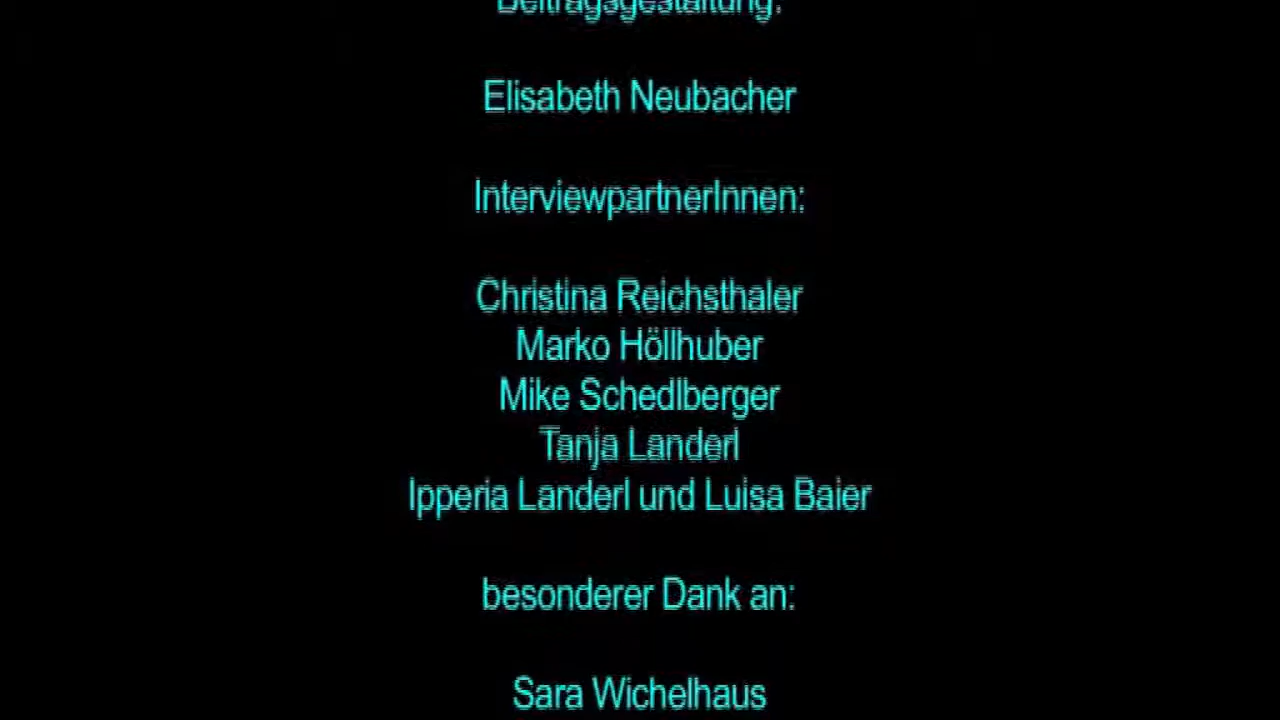 Beitragsgestaltung:
Elisabeth Neubacher
InterviewpartnerInnen:
Christina Reichsthaler
Marko Höllhuber
Mike Schedlberger
Tanja Landerl
Ipperia Landerl und Luisa Baier
besonderer Dank an:
Sara Wichelhaus